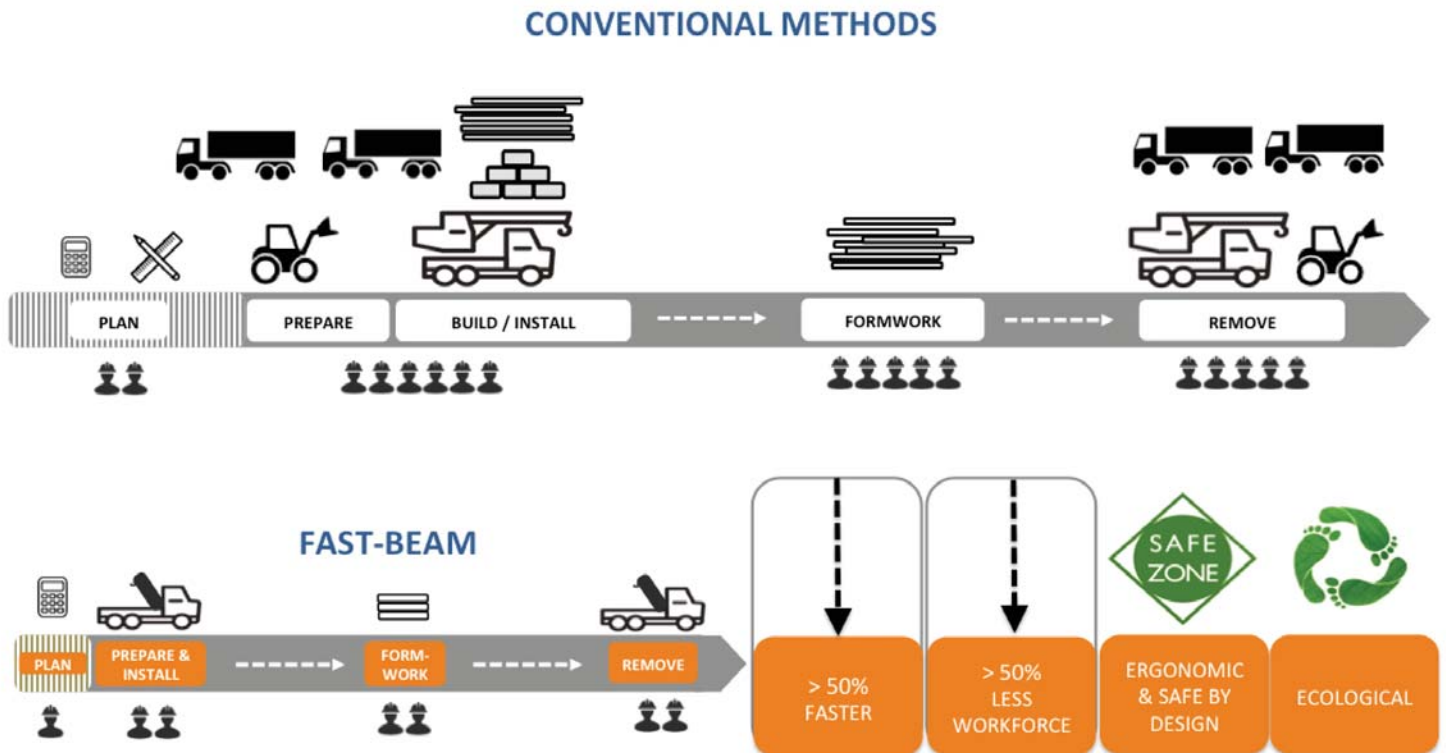 CONVENTIONAL METHODS
PLAN
PREPARE
BUILD / INSTALL
FORMWORK
REMOVE
FAST-BEAM
PLAN
PREPARE &
INSTALL
FORM-
WORK
REMOVE
> 50%
FASTER
> 50%
LESS
WORKFORCE
SAFE
ZONE
ERGONOMIC
& SAFE BY
DESIGN
ECOLOGICAL